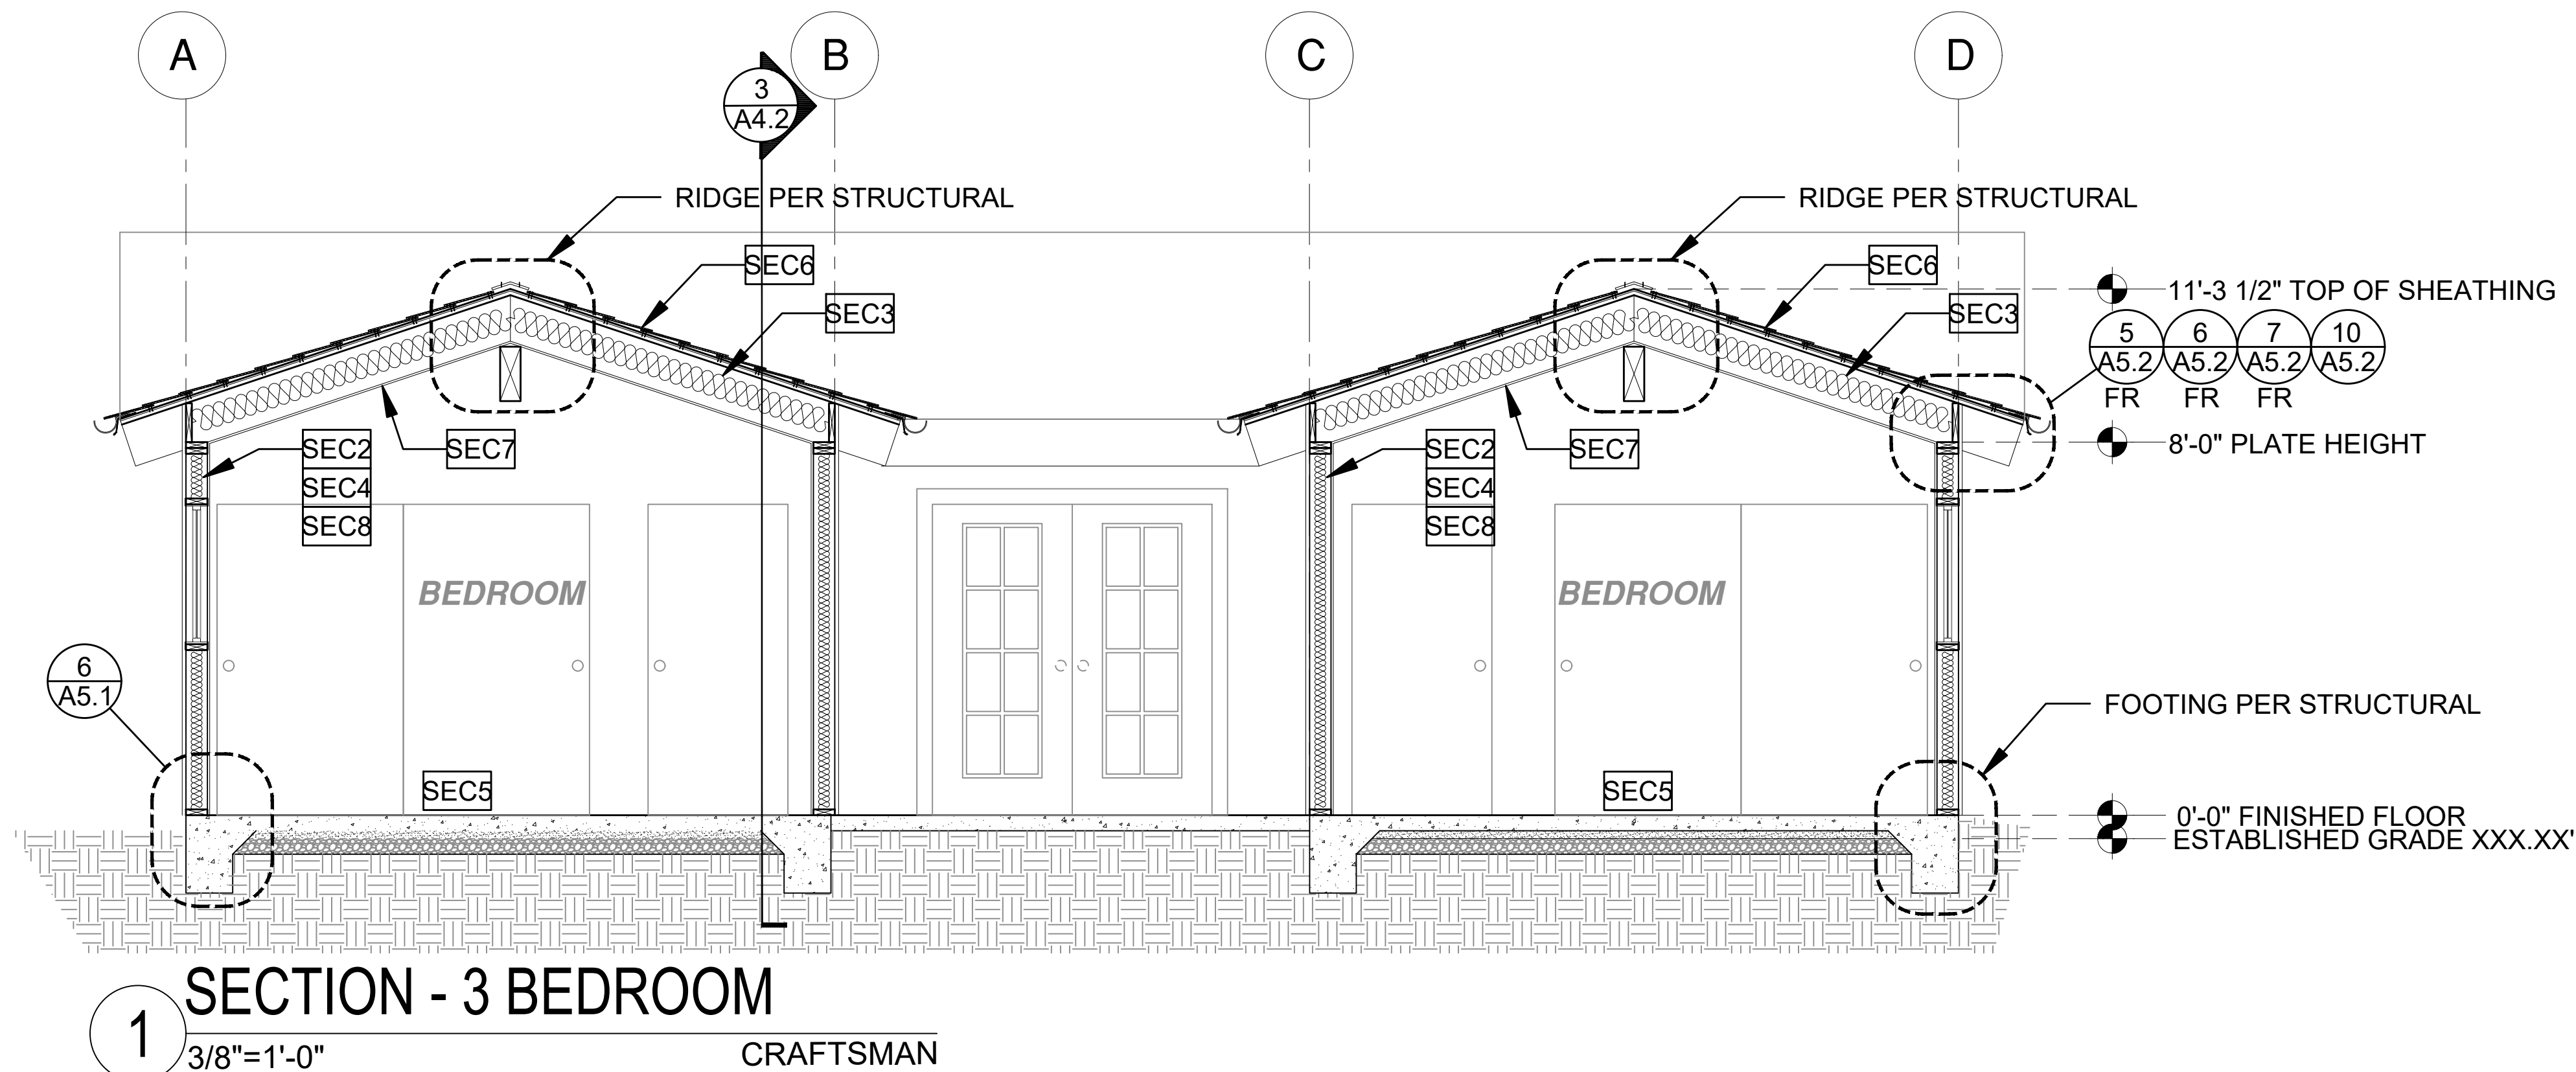 A
B
C
D
3
A4.2
RIDGE PER STRUCTURAL
RIDGE PER STRUCTURAL
SEC6
SEC6
11'-3 1/2" TOP OF SHEATHING
SEC3
SEC3
5
A5.2
FR
6
A5.2
FR
7
A5.2
FR
10
A5.2
SEC2
SEC4
SEC8
SEC7
SEC2
SEC4
SEC8
SEC7
8'-0" PLATE HEIGHT
BEDROOM
BEDROOM
6
A5.1
FOOTING PER STRUCTURAL
SEC5
SEC5
0'-0" FINISHED FLOOR
ESTABLISHED GRADE XXX.XX'
1
SECTION - 3 BEDROOM
3/8"=1'-0"
CRAFTSMAN